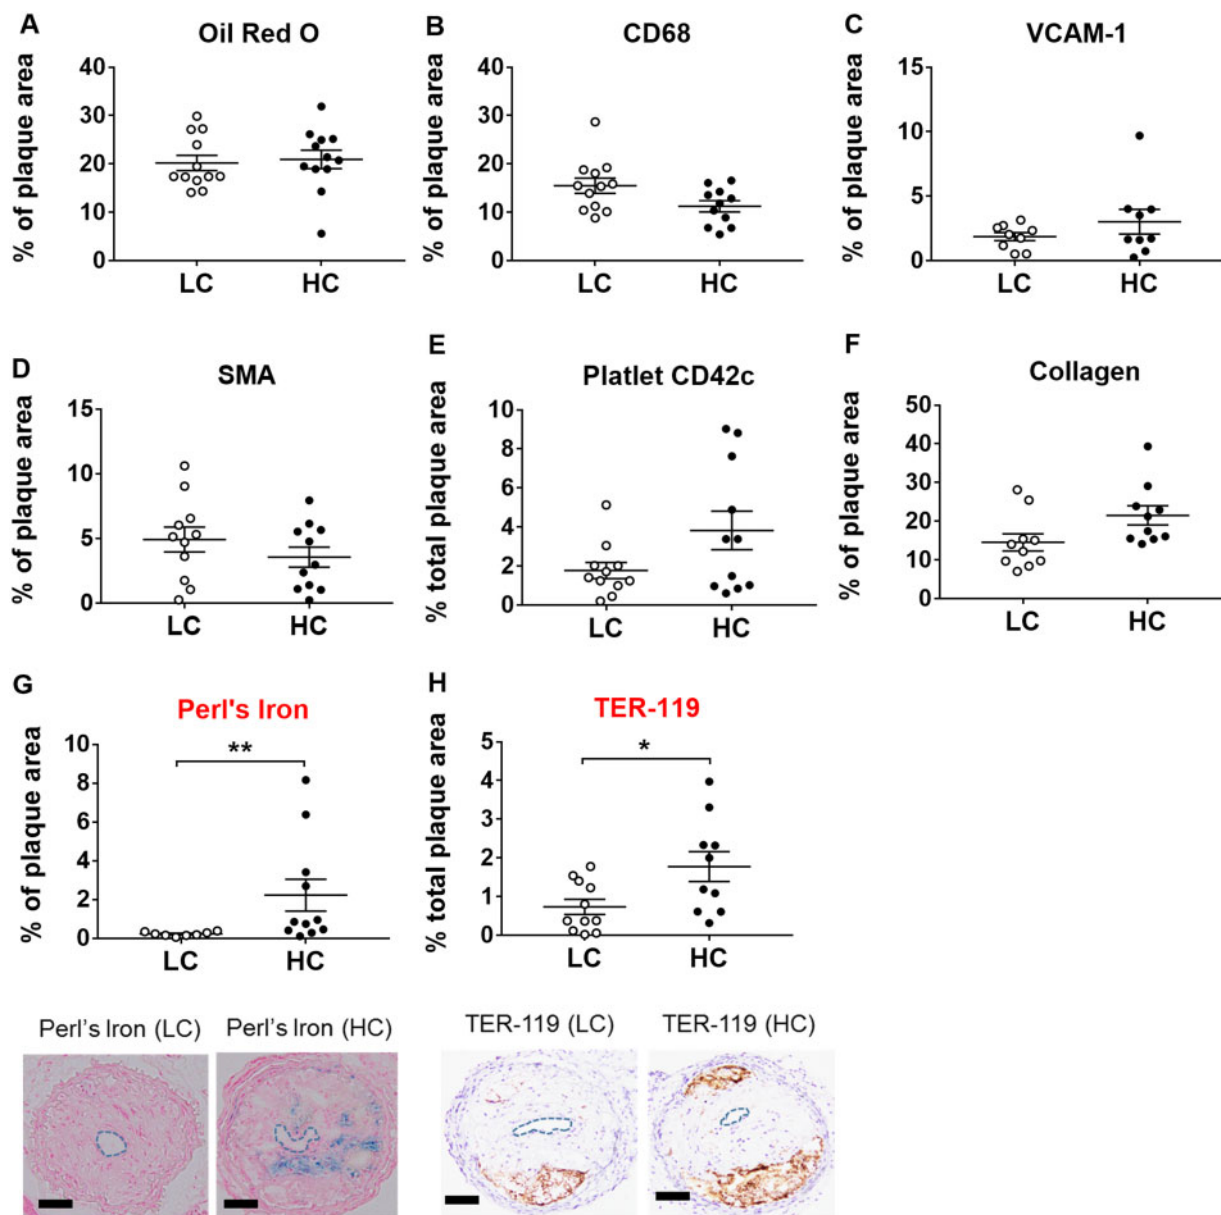 A
Oil Red O
% of plaque area
40
30
20
10
0
LC HC
B
CD68
% of plaque area
40
30
20
10
0
LC HC
C
VCAM-1
% of plaque area
15
10
5
0
LC HC
D
SMA
% of plaque area
15
10
5
0
LC HC
E
Platlet CD42c
% total plaque area
10
8
6
4
2
0
LC HC
F
Collagen
% of plaque area
50
40
30
20
10
0
LC HC
G
Perl's Iron
% of plaque area
10
8
6
4
2
0
**
LC HC
H
TER-119
% total plaque area
5
4
3
2
1
0
*
LC HC
Perl's Iron (LC) Perl's Iron (HC)
TER-119 (LC) TER-119 (HC)